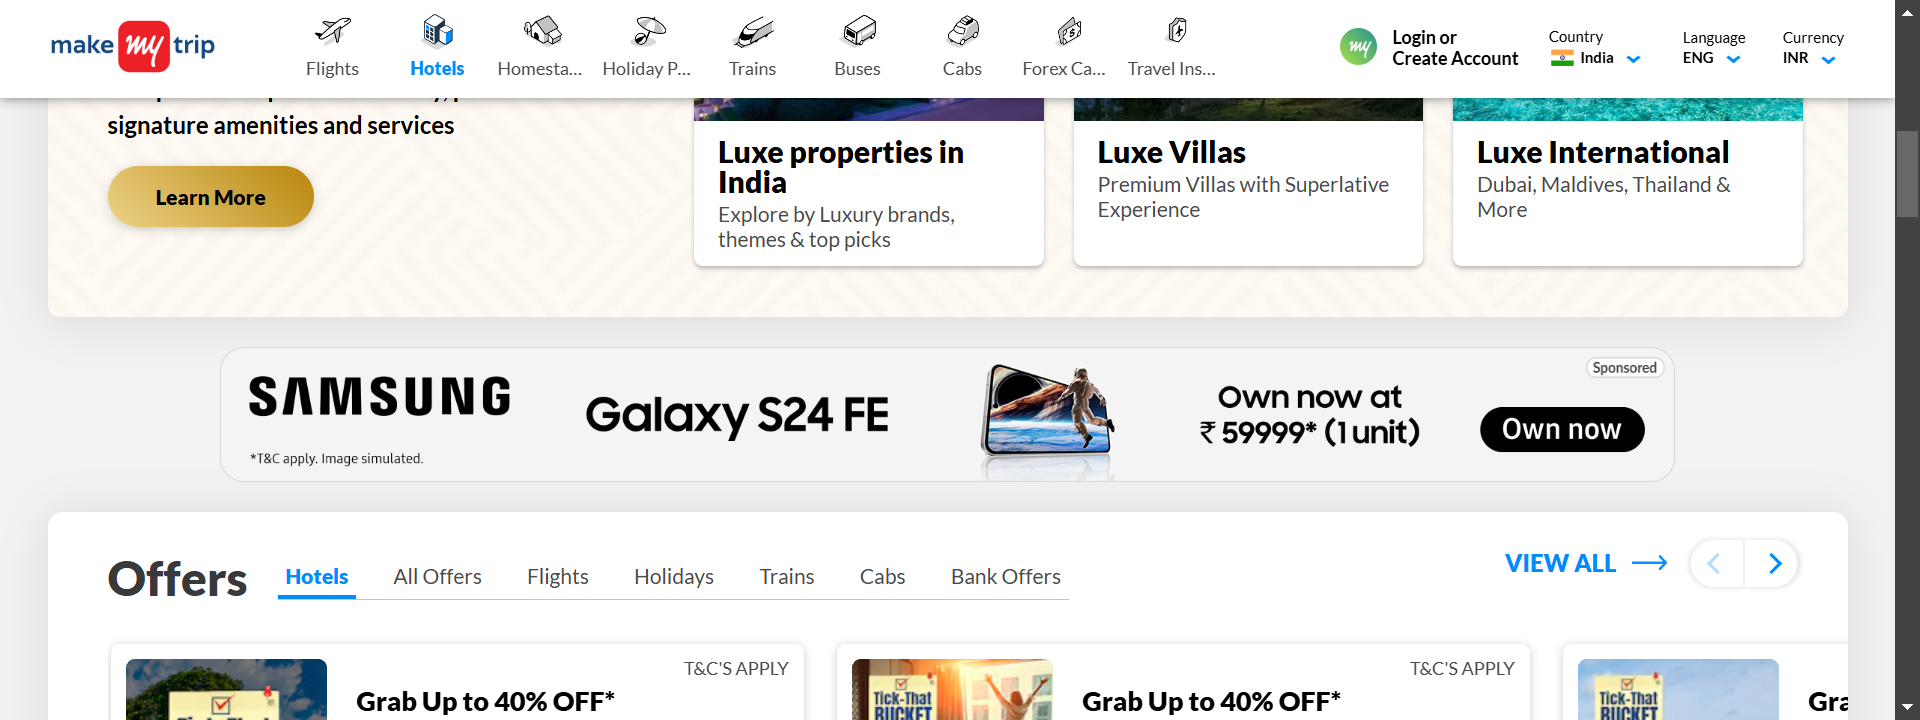 make my trip
Flights
Hotels
Homesta...
Holiday P...
Trains
Buses
Cabs
Forex Ca...
Travel Ins...
my
Login or
Create Account
Country
India
Language
ENG
Currency
INR
signature amenities and services
Learn More
Luxe properties in
India
Explore by Luxury brands,
themes & top picks
Luxe Villas
Premium Villas with Superlative
Experience
Luxe International
Dubai, Maldives, Thailand &
More
SAMSUNG
*T&C apply. Image simulated.
Galaxy S24 FE
Own now at
₹ 59999* (1 unit)
Sponsored
Own now
Offers
Hotels
All Offers
Flights
Holidays
Trains
Cabs
Bank Offers
VIEW ALL
T&C'S APPLY
Grab Up to 40% OFF*
Tick-That
T&C'S APPLY
Grab Up to 40% OFF*
Tick-That
BUCKET
Gra
Tick-That
BUCKET